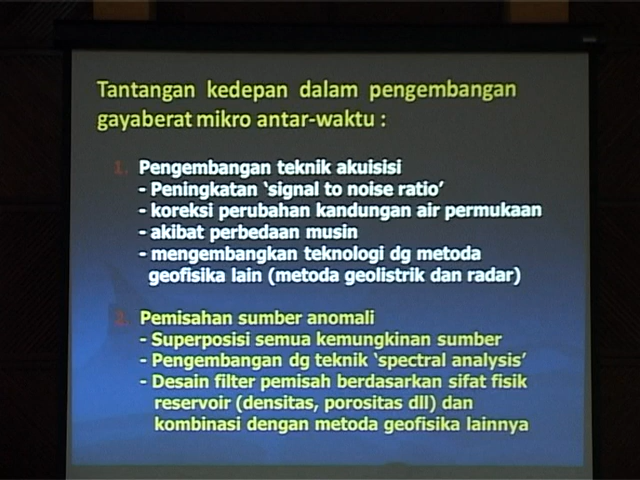 Tantangan kedepan dalam pengembangan
gayaberat mikro antar-waktu :
1. Pengembangan teknik akuisisi
- Peningkatan 'signal to noise ratio'
- koreksi perubahan kandungan air permukaan
- akibat perbedaan musin
- mengembangkan teknologi dg metoda
geofisika lain (metoda geolistrik dan radar)
2. Pemisahan sumber anomali
- Superposisi semua kemungkinan sumber
- Pengembangan dg teknik 'spectral analysis'
- Desain filter pemisah berdasarkan sifat fisik
reservoir (densitas, porositas dll) dan
kombinasi dengan metoda geofisika lainnya